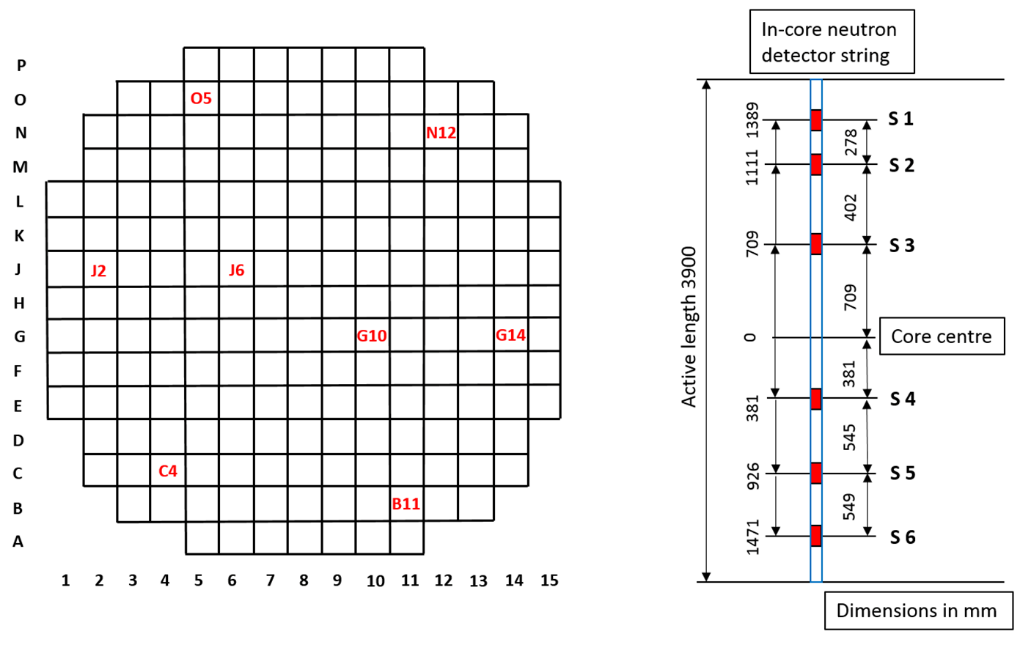 In-core neutron
detector string
P
O
O5
N
N12
M
L
K
J
J2
J6
H
G
G10
G14
F
E
D
C
C4
B
B11
A
1 2 3 4 5 6 7 8 9 10 11 12 13 14 15
Active length 3900
1389
1111
709
0
381
926
1471
278
402
709
381
545
549
S 1
S 2
S 3
Core centre
S 4
S 5
S 6
Dimensions in mm